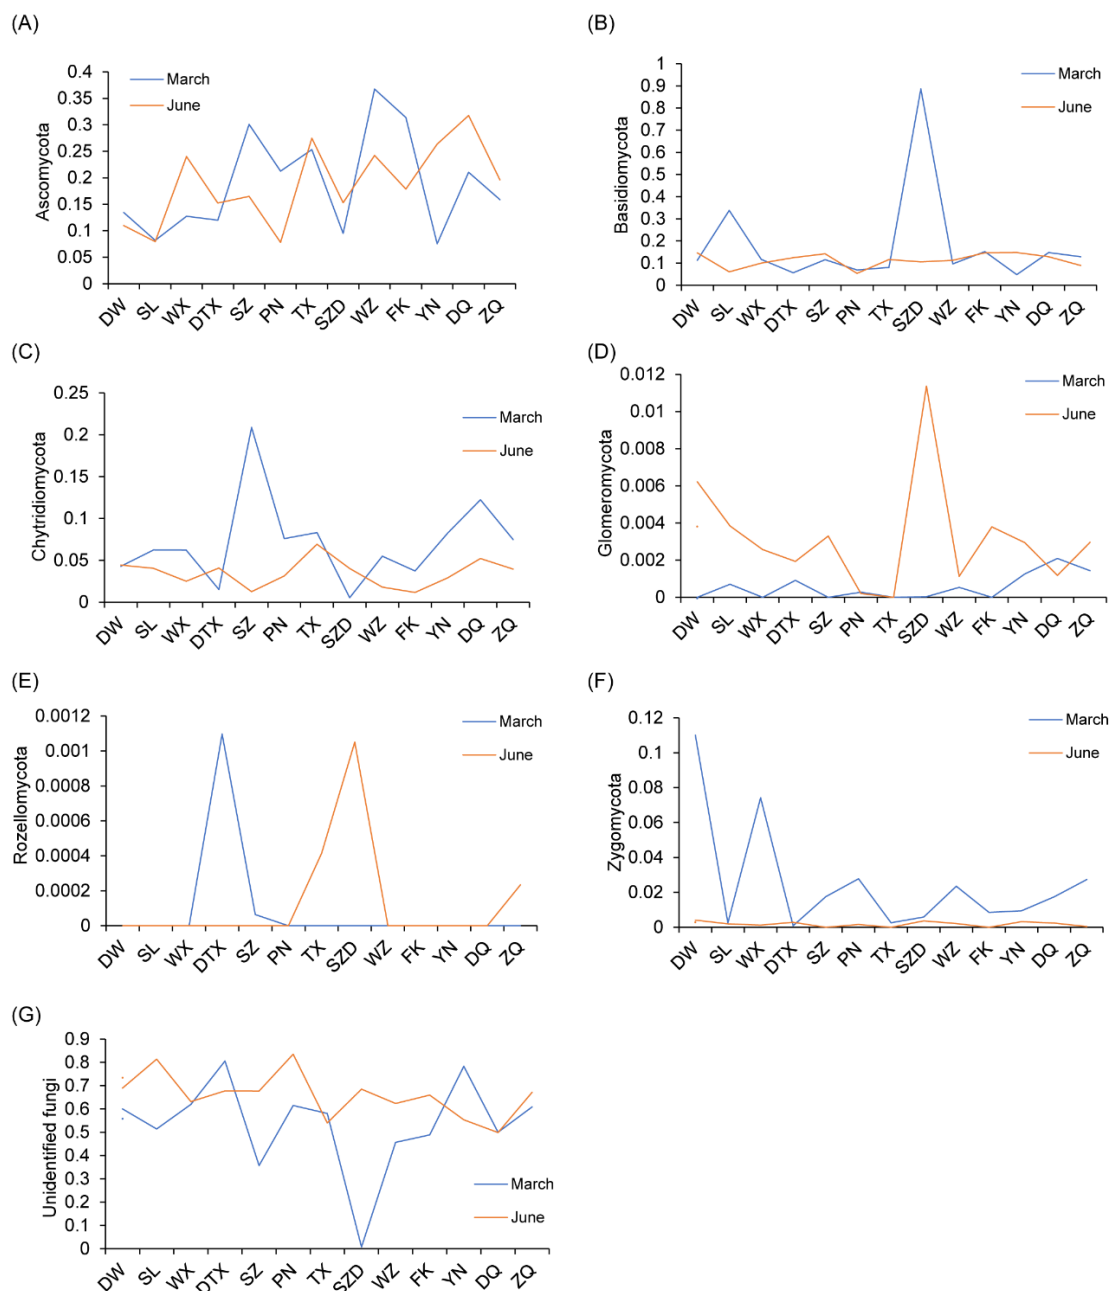 (A)
Ascomycota
0.4
0.35
0.3
0.25
0.2
0.15
0.1
0.05
0
March
June
DW SL WX DTX SZ PN TX SZD WZ FK YN DQ ZQ
(B)
Basidiomycota
1
0.9
0.8
0.7
0.6
0.5
0.4
0.3
0.2
0.1
0
March
June
DW SL WX DTX SZ PN TX SZD WZ FK YN DQ ZQ
(C)
Chytridiomycota
0.25
0.2
0.15
0.1
0.05
0
March
June
DW SL WX DTX SZ PN TX SZD WZ FK YN DQ ZQ
(D)
Glomeromycota
0.012
0.01
0.006
0.004
0.002
0
March
June
DW SL WX DTX SZ PN TX SZD WZ FK YN DQ ZQ
(E)
Rozellomycota
0.0012
0.001
0.0008
0.0006
0.0004
0.0002
0
March
June
DW SL WX DTX SZ PN TX SZD WZ FK YN DQ ZQ
(F)
Zygomycota
0.12
0.1
0.08
0.06
0.04
0.02
0
March
June
DW SL WX DTX SZ PN TX SZD WZ FK YN DQ ZQ
(G)
Unidentified fungi
0.9
0.8
0.7
0.6
0.5
0.4
0.3
0.2
0.1
0
March
June
DW SL WX DTX SZ PN TX SZD WZ FK YN DQ ZQ